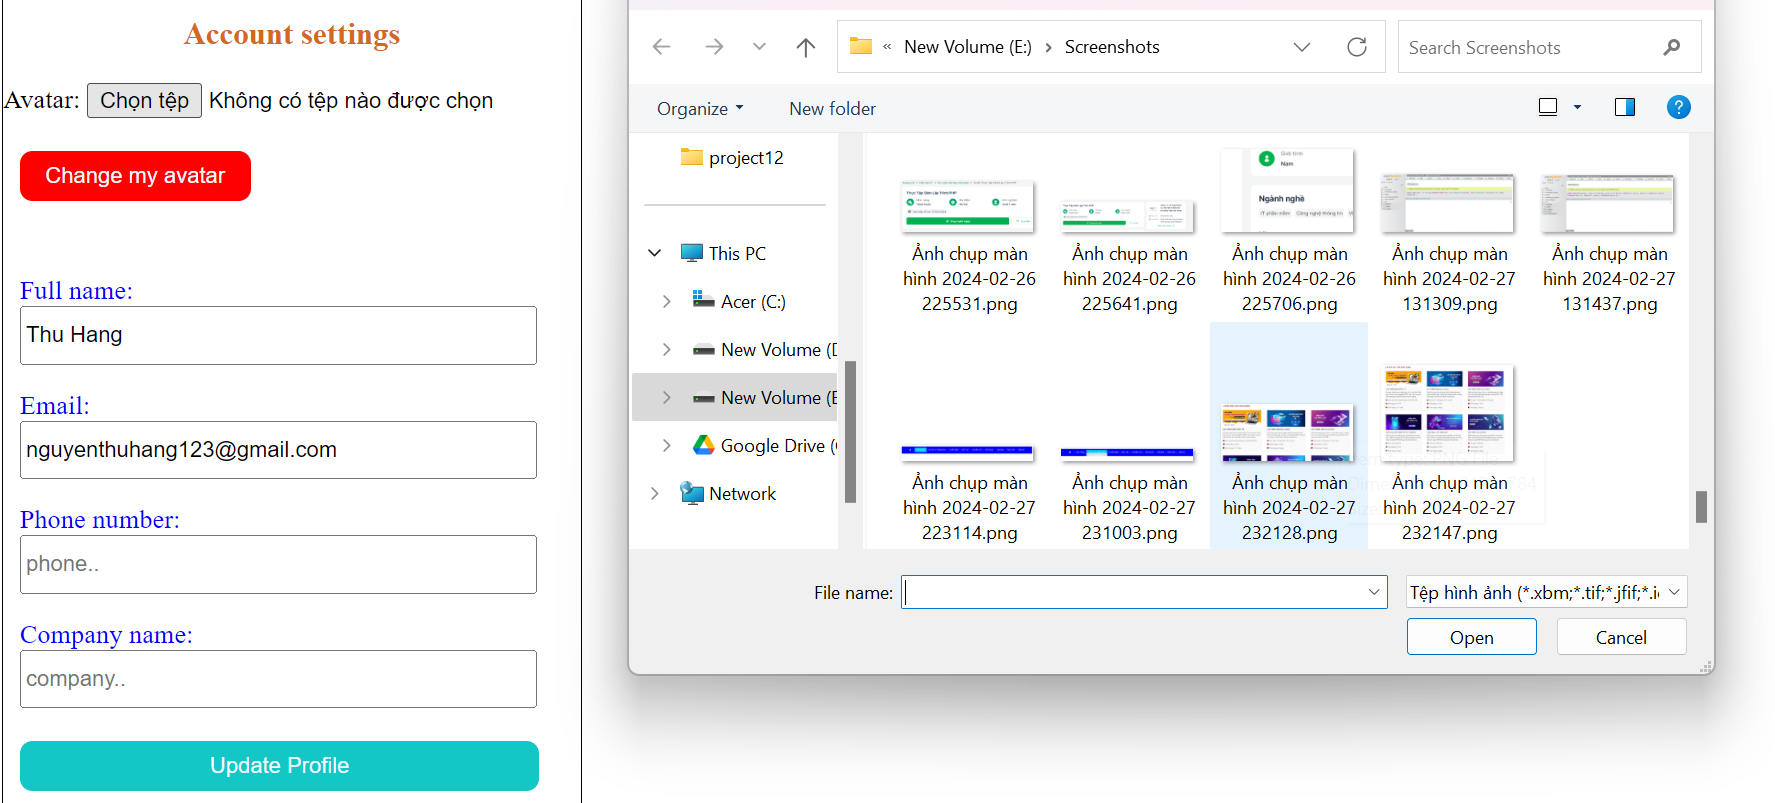 Account settings
Avatar: Chọn tệp Không có tệp nào được chọn
Change my avatar
Full name:
Thu Hang
Email:
nguyenthuhang123@gmail.com
Phone number:
phone..
Company name:
company..
Update Profile
« New Volume (E:) › Screenshots
Search Screenshots
Organize
New folder
?
project12
This PC
Acer (C:)
New Volume (
New Volume (
Google Drive (
Network
Nam
Ngành nghề
Ảnh chụp màn
hình 2024-02-26
225531.png
Ảnh chụp màn
hình 2024-02-26
225641.png
Ảnh chụp màn
hình 2024-02-26
225706.png
Ảnh chụp màn
hình 2024-02-27
131309.png
Ảnh chụp màn
hình 2024-02-27
131437.png
Ảnh chụp màn
hình 2024-02-27
223114.png
Ảnh chụp màn
hình 2024-02-27
231003.png
Ảnh chụp màn
hình 2024-02-27
232128.png
Ảnh chụp màn
hình 2024-02-27
232147.png
File name:
Tệp hình ảnh (*.xbm;*.tif;*.jfif;*.i
Open
Cancel